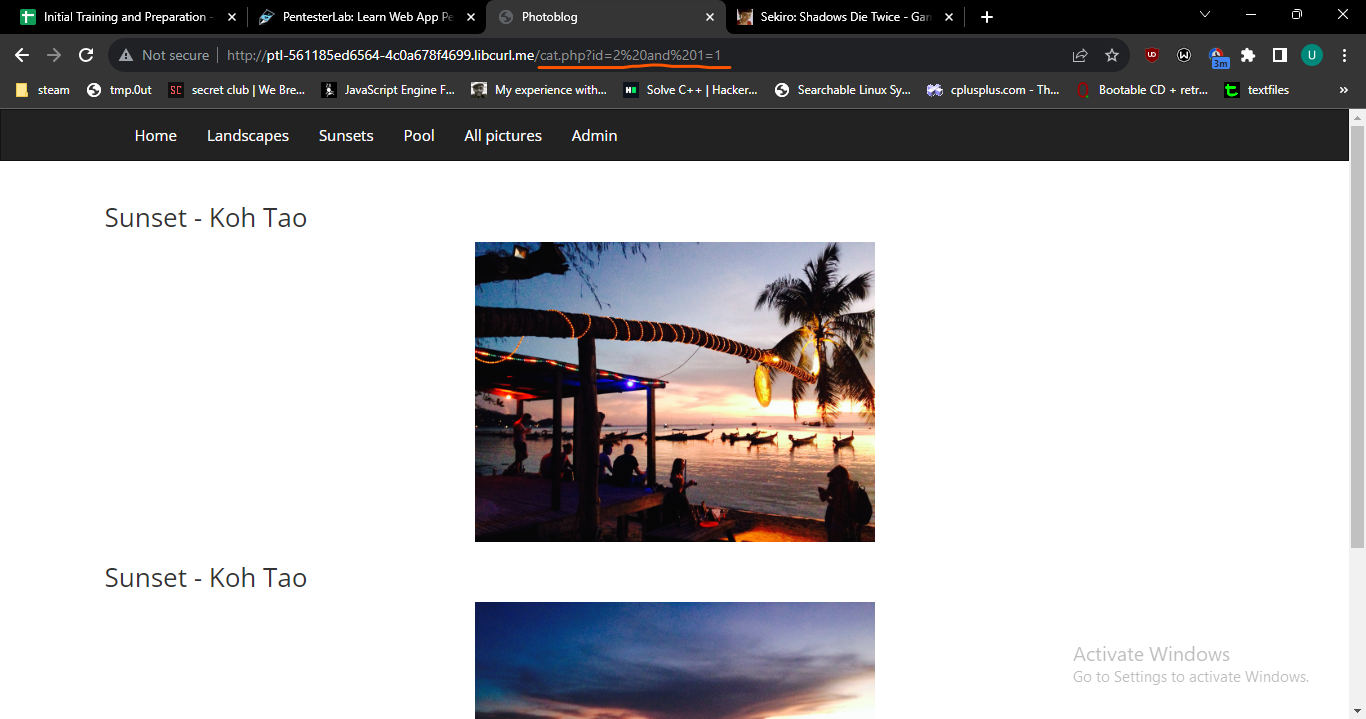 Initial Training and Preparation -
PentesterLab: Learn Web App Pe
Photoblog
Sekiro: Shadows Die Twice - Gam
Not secure
http://ptl-561185ed6564-4c0a678f4699.libcurl.me/cat.php?id=2%20and%201=1
3m
U
steam
tmp.0ut
secret club | We Bre...
JavaScript Engine F...
My experience with...
Solve C++ | Hacker...
Searchable Linux Sy...
cplusplus.com - Th...
Bootable CD + retr...
textfiles
»
Home
Landscapes
Sunsets
Pool
All pictures
Admin
Sunset - Koh Tao
Sunset - Koh Tao
Activate Windows
Go to Settings to activate Windows.